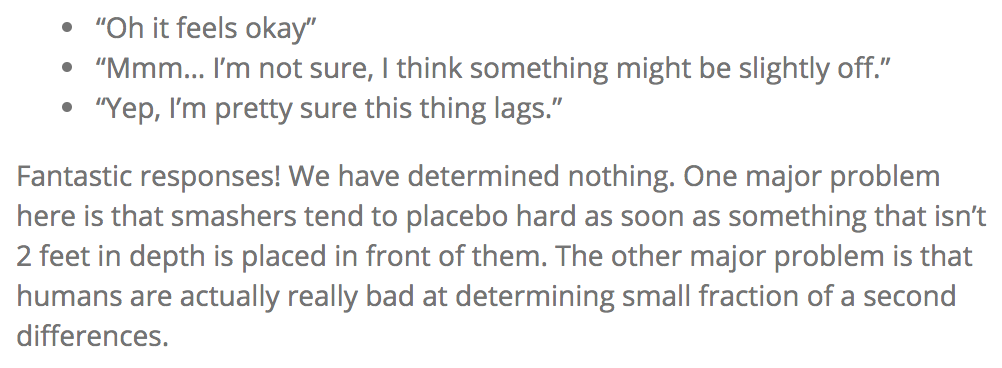 • “Oh it feels okay”
• “Mmm... I’m not sure, I think something might be slightly off.”
• “Yep, I’m pretty sure this thing lags.”
Fantastic responses! We have determined nothing. One major problem
here is that smashers tend to placebo hard as soon as something that isn’t
2 feet in depth is placed in front of them. The other major problem is that
humans are actually really bad at determining small fraction of a second
differences.